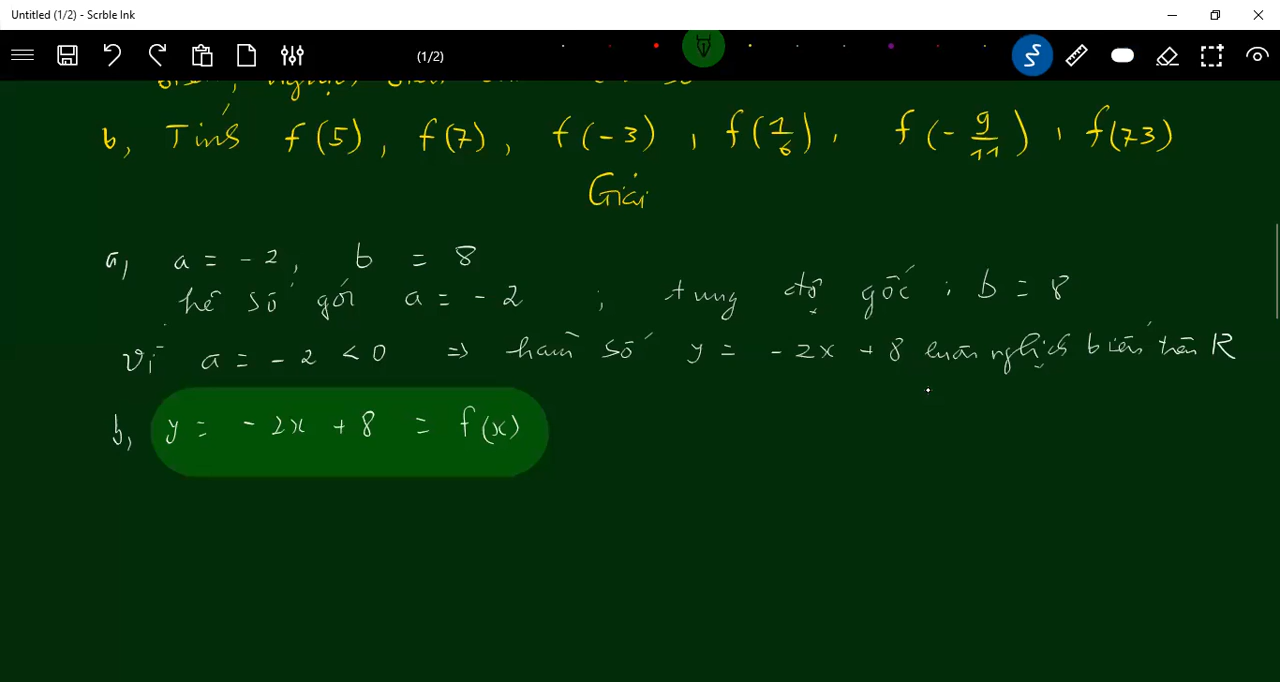 Untitled (1/2) - Scrble Ink
(1/2)
b, Tính f(5), f(7), f(-3), f(1/6), f(-9/11), f(73)
Giải
a, a = -2, b = 8
hệ số góc a = -2 ; tung độ gốc : b = 8
Vì a = -2 < 0 => hàm số y = -2x + 8 luôn nghịch biến trên R
b, y = -2x + 8 = f(x)